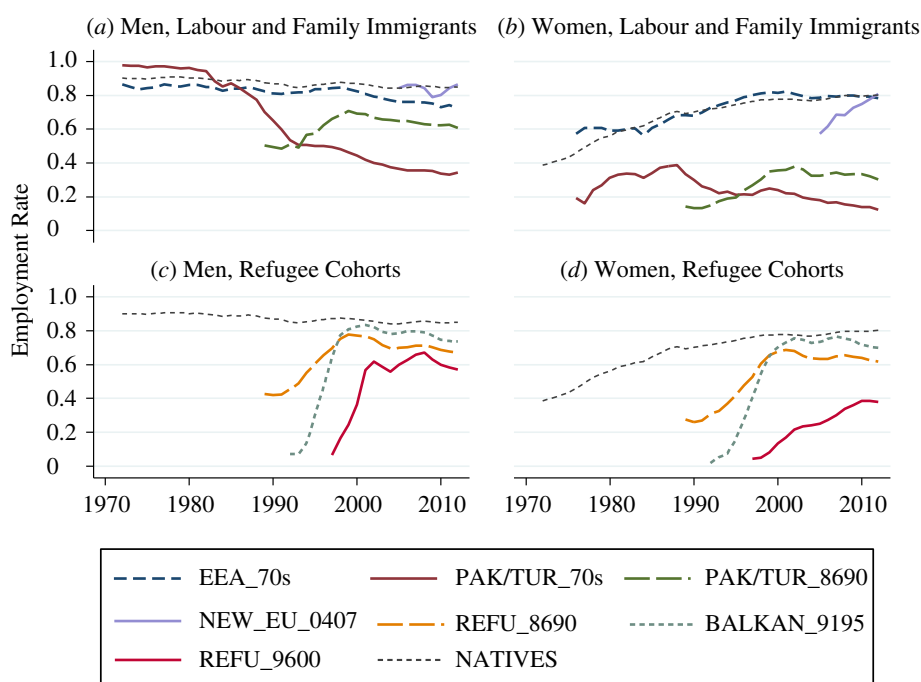 (a) Men, Labour and Family Immigrants
(b) Women, Labour and Family Immigrants
1.0
0.8
0.6
0.4
0.2
0
Employment Rate
(c) Men, Refugee Cohorts
(d) Women, Refugee Cohorts
1.0
0.8
0.6
0.4
0.2
0
1970 1980 1990 2000 2010 1970 1980 1990 2000 2010
EEA_70s PAK/TUR_70s PAK/TUR_8690
NEW_EU_0407 REFU_8690 BALKAN_9195
REFU_9600 NATIVES